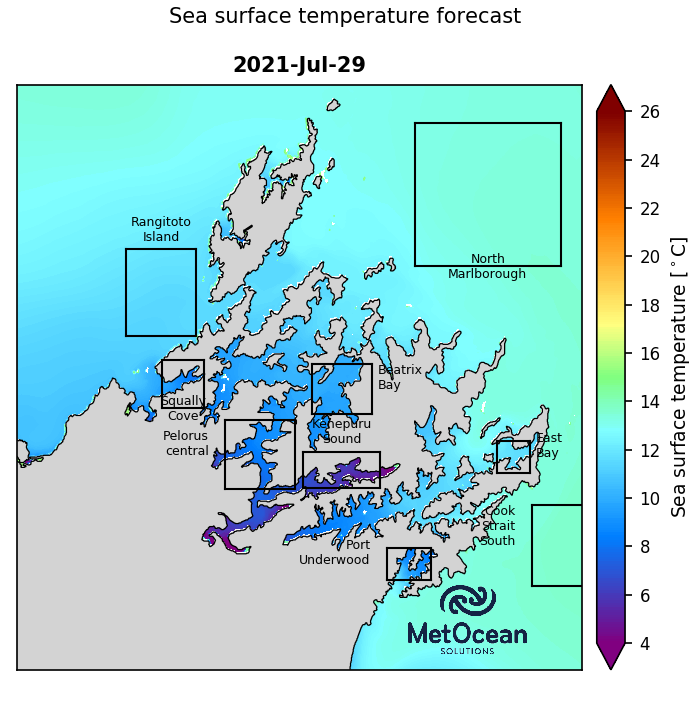 Sea surface temperature forecast
2021-Jul-29
Rangitoto
Island
North
Marlborough
Beatrix
Bay
Squally
Cove
Kenepuru
Sound
Pelorus
central
East
Bay
Cook
Strait
South
Port
Underwood
MetOcean
SOLUTIONS
26
24
22
20
18
16
14
12
10
8
6
4
Sea surface temperature [°C]